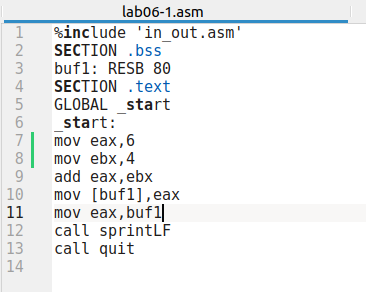 lab06-1.asm
1 %include 'in_out.asm'
2 SECTION .bss
3 buf1: RESB 80
4 SECTION .text
5 GLOBAL _start
6 _start:
7 mov eax,6
8 mov ebx,4
9 add eax,ebx
10 mov [buf1],eax
11 mov eax,buf1
12 call sprintLF
13 call quit
14